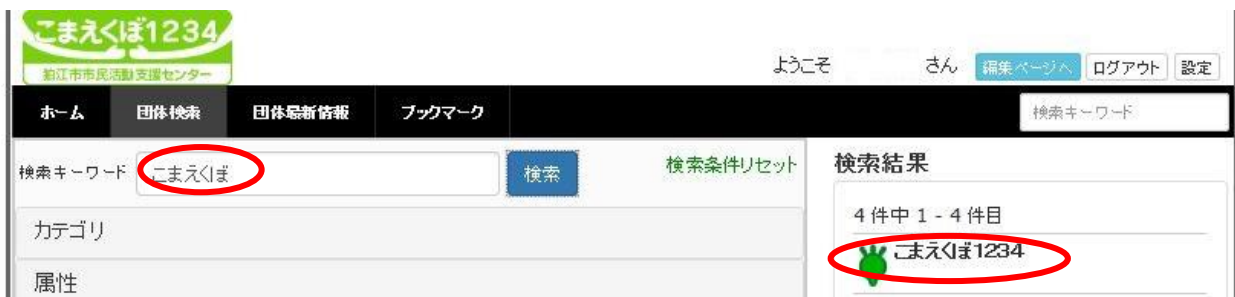 こまえくぼ1234
狛江市市民活動支援センター
ようこそ さん 編集ページへ ログアウト 設定
ホーム 団体検索 団体最新情報 ブックマーク 検索キーワード
検索キーワード こまえくぼ 検索 検索条件リセット
カテゴリ
属性
検索結果
4件中 1 - 4件目
こまえくぼ1234